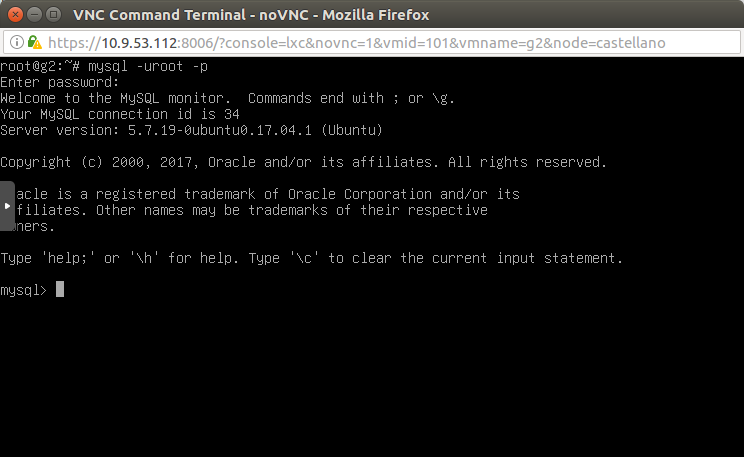 VNC Command Terminal - noVNC - Mozilla Firefox
https://10.9.53.112:8006/?console=lxc&novnc=1&vmid=101&vmname=g2&node=castellano
root@g2:~# mysql -uroot -p
Enter password:
Welcome to the MySQL monitor.  Commands end with ; or \g.
Your MySQL connection id is 34
Server version: 5.7.19-0ubuntu0.17.04.1 (Ubuntu)
Copyright (c) 2000, 2017, Oracle and/or its affiliates. All rights reserved.
acle is a registered trademark of Oracle Corporation and/or its
filiates. Other names may be trademarks of their respective
ners.
Type 'help;' or '\h' for help. Type '\c' to clear the current input statement.
mysql>